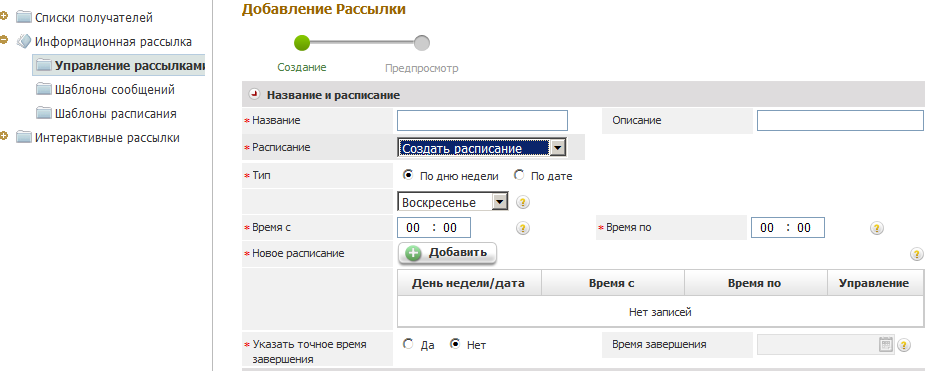 Списки получателей
Информационная рассылка
Управление рассылками
Шаблоны сообщений
Шаблоны расписания
Интерактивные рассылки
Добавление Рассылки
Создание Предпросмотр
Название и расписание
* Название Описание
* Расписание Создать расписание
* Тип По дню недели По дате
Воскресенье ?
* Время с 00 : 00 ? * Время по 00 : 00 ?
* Новое расписание Добавить ?
День недели/дата Время с Время по Управление
Нет записей
* Указать точное время завершения Да Нет Время завершения ?